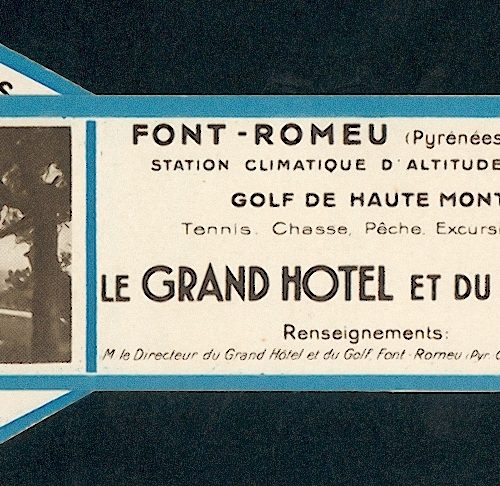 S
FONT-ROMEU (Pyrénées
STATION CLIMATIQUE D'ALTITUDE
GOLF DE HAUTE MONT
Tennis. Chasse, Pêche. Excurs
LE GRAND HOTEL ET DU
Renseignements:
M le Directeur du Grand Hôtel et du Golf. Font-Romeu (Pyr.